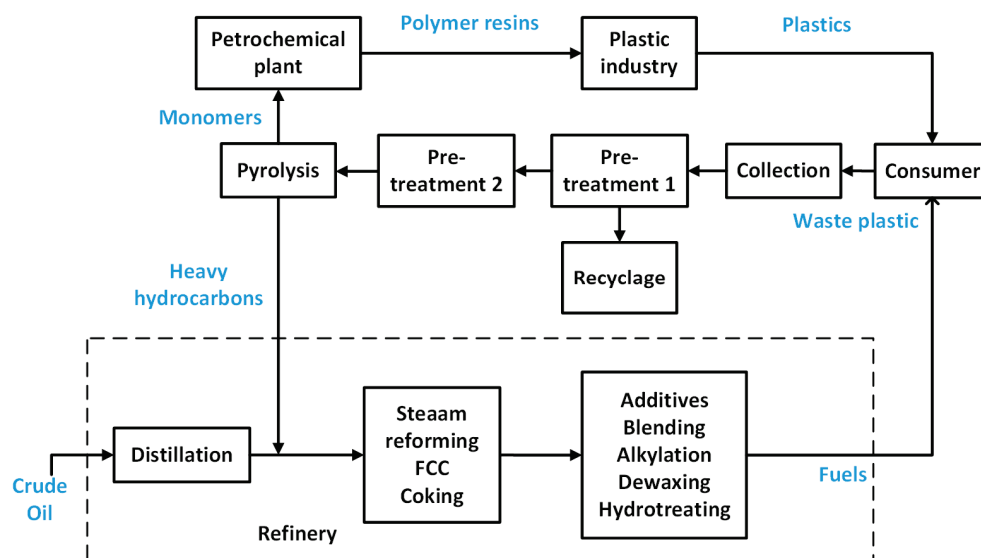 Petrochemical
plant
Polymer resins
Plastic
industry
Plastics
Monomers
Pyrolysis
Pre-
treatment 2
Pre-
treatment 1
Collection
Consumer
Waste plastic
Recyclage
Heavy
hydrocarbons
Crude
Oil
Distillation
Steaam
reforming
FCC
Coking
Additives
Blending
Alkylation
Dewaxing
Hydrotreating
Fuels
Refinery